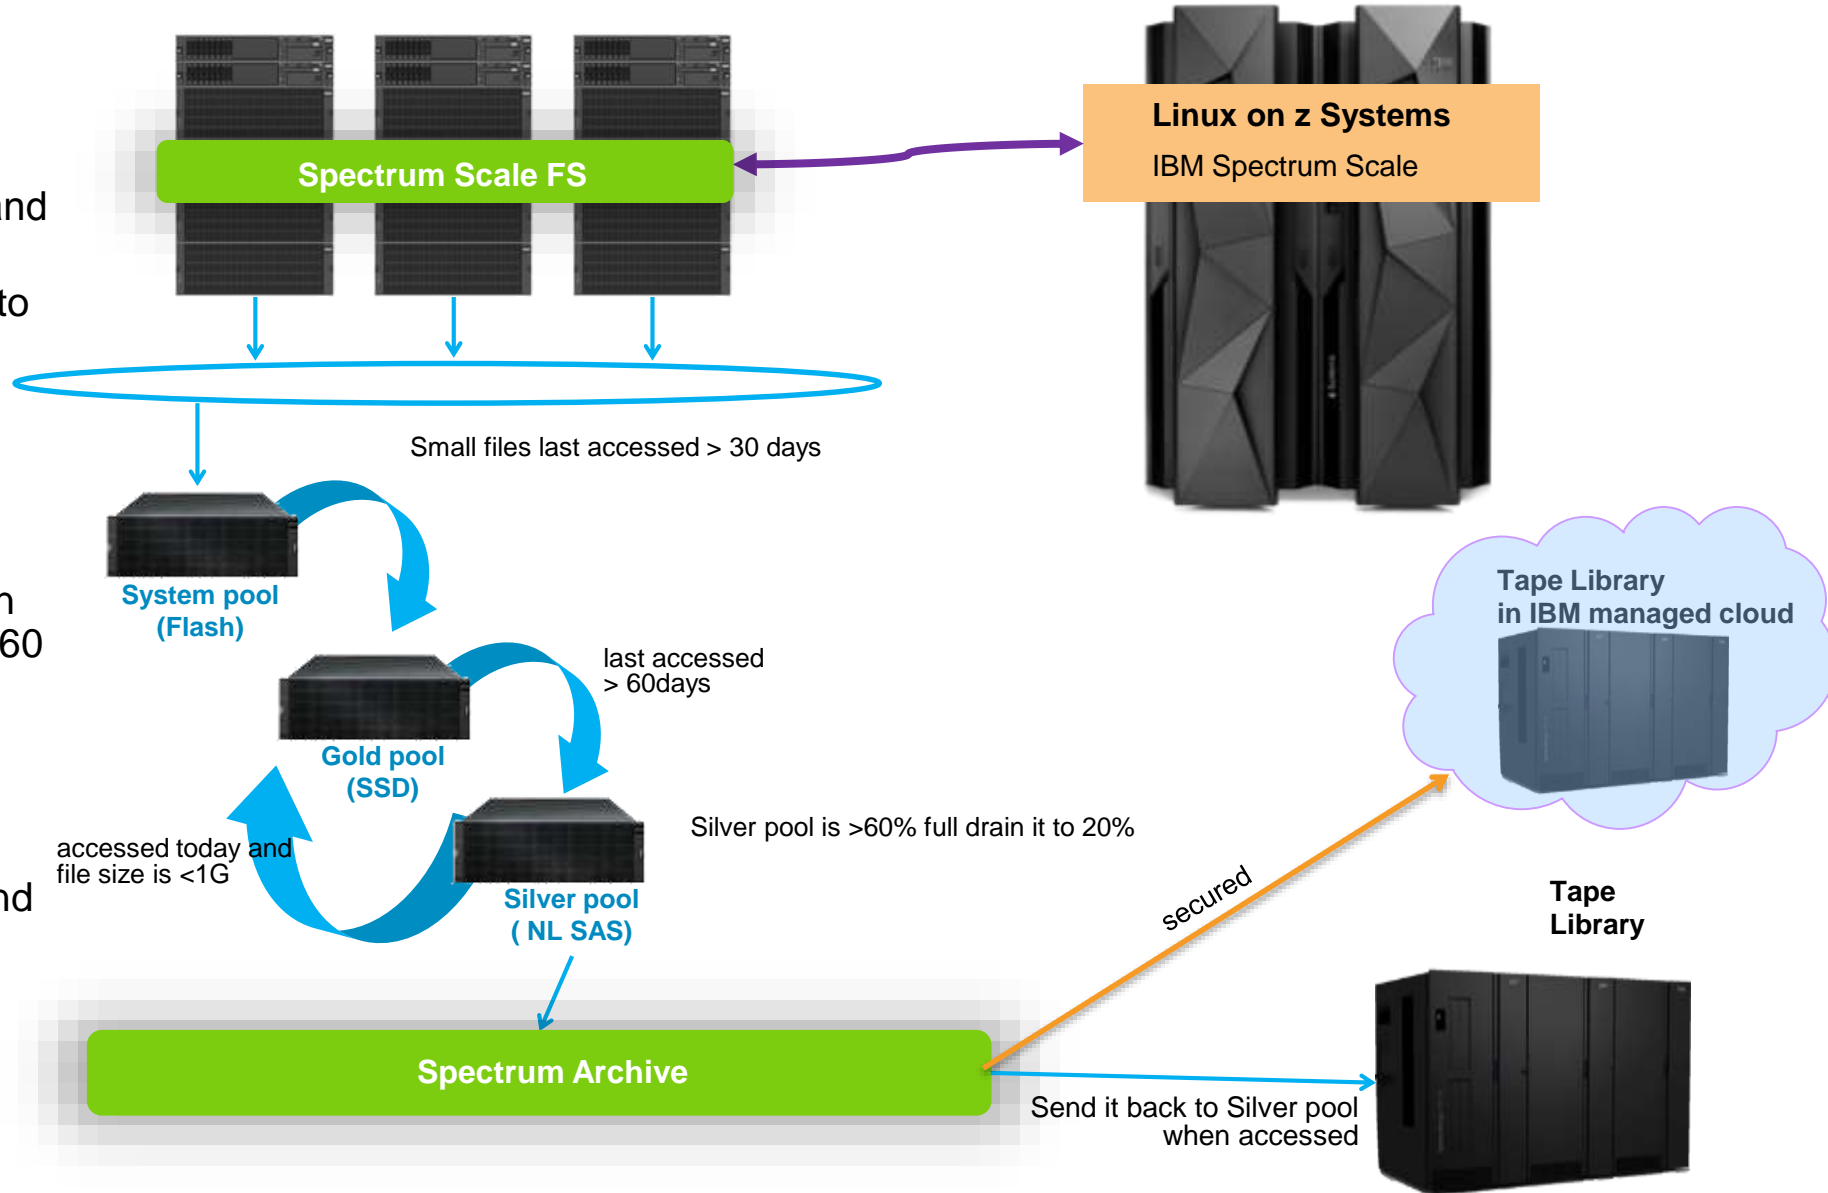 Spectrum Scale FS
Linux on z Systems
IBM Spectrum Scale
and
to
Small files last accessed > 30 days
System pool
(Flash)
60
last accessed
> 60days
Gold pool
(SSD)
Tape Library
in IBM managed cloud
Silver pool is >60% full drain it to 20%
accessed today and
file size is <1G
nd
Silver pool
( NL SAS)
secured
Tape
Library
Spectrum Archive
Send it back to Silver pool
when accessed